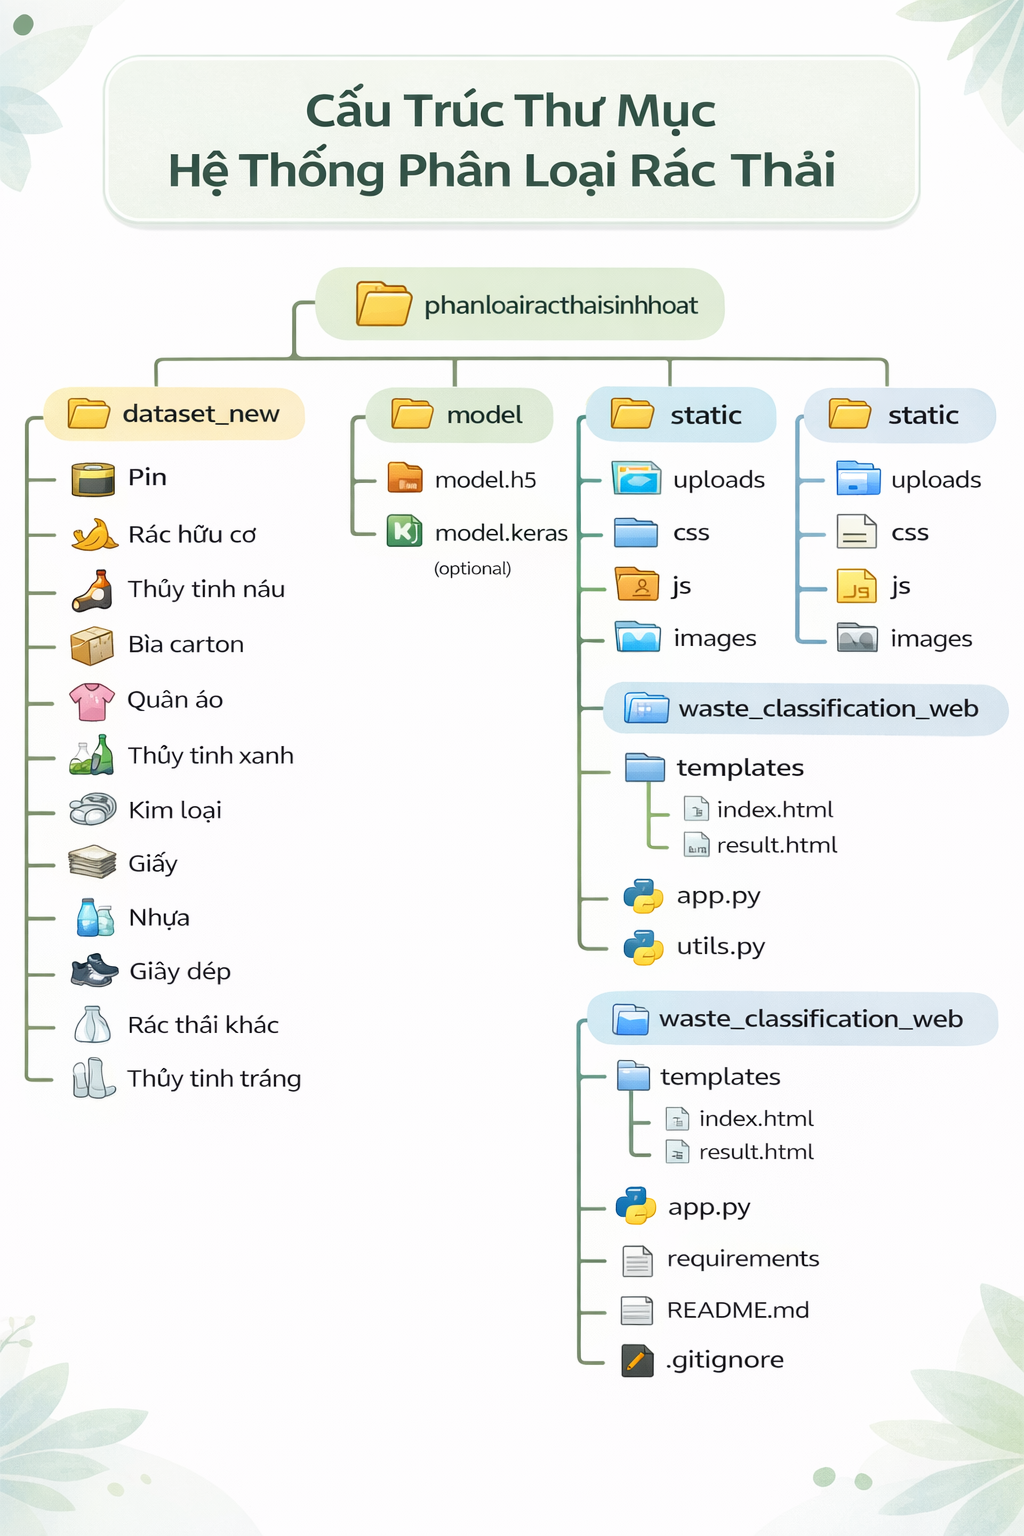 Cấu Trúc Thư Mục
Hệ Thống Phân Loại Rác Thải
phanloairacthaisinhhoat
dataset_new
Pin
Rác hữu cơ
Thủy tinh náu
Bìa carton
Quân áo
Thủy tinh xanh
Kim loại
Giấy
Nhựa
Giây dép
Rác thải khác
Thủy tinh tráng
model
model.h5
model.keras
(optional)
static
uploads
css
js
images
waste_classification_web
templates
index.html
result.html
app.py
utils.py
static
uploads
css
js
images
waste_classification_web
templates
index.html
result.html
app.py
requirements
README.md
.gitignore